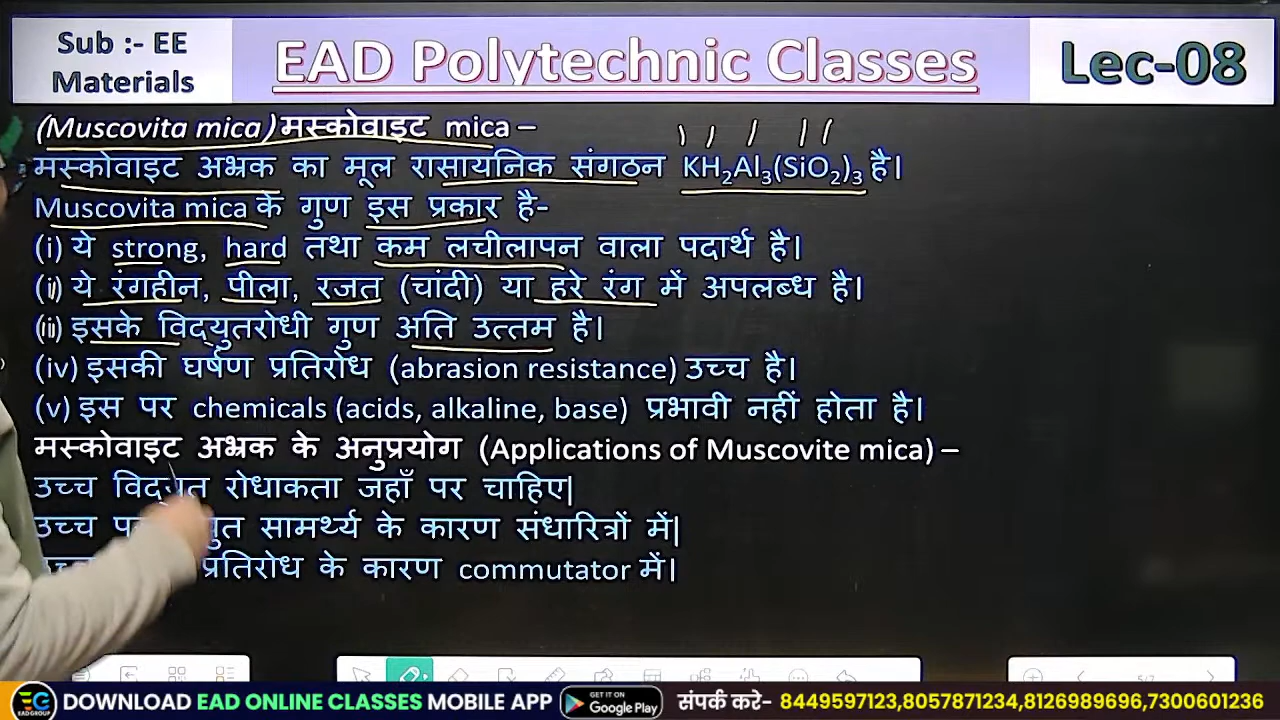 Sub :- EE
Materials
EAD Polytechnic Classes
Lec-08
(Muscovita mica) मस्कोवाइट mica –
मस्कोवाइट अभ्रक का मूल रासायनिक संगठन KH₂Al₃(SiO₂)₃ है।
Muscovita mica के गुण इस प्रकार है-
(i) ये strong, hard तथा कम लचीलापन वाला पदार्थ है।
(ii) ये रंगहीन, पीला, रजत (चांदी) या हरे रंग में अपलब्ध है।
(iii) इसके विद्युतरोधी गुण अति उत्तम है।
(iv) इसकी घर्षण प्रतिरोध (abrasion resistance) उच्च है।
(v) इस पर chemicals (acids, alkaline, base) प्रभावी नहीं होता है।
मस्कोवाइट अभ्रक के अनुप्रयोग (Applications of Muscovite mica) –
उच्च विद्युत रोधाकता जहाँ पर चाहिए|
उच्च सामर्थ्य के कारण संधारित्रों में|
प्रतिरोध के कारण commutator में|
EG
EAD GROUP
DOWNLOAD EAD ONLINE CLASSES MOBILE APP
GET IT ON
Google Play
संपर्क करे- 8449597123,8057871234,8126989696,7300601236